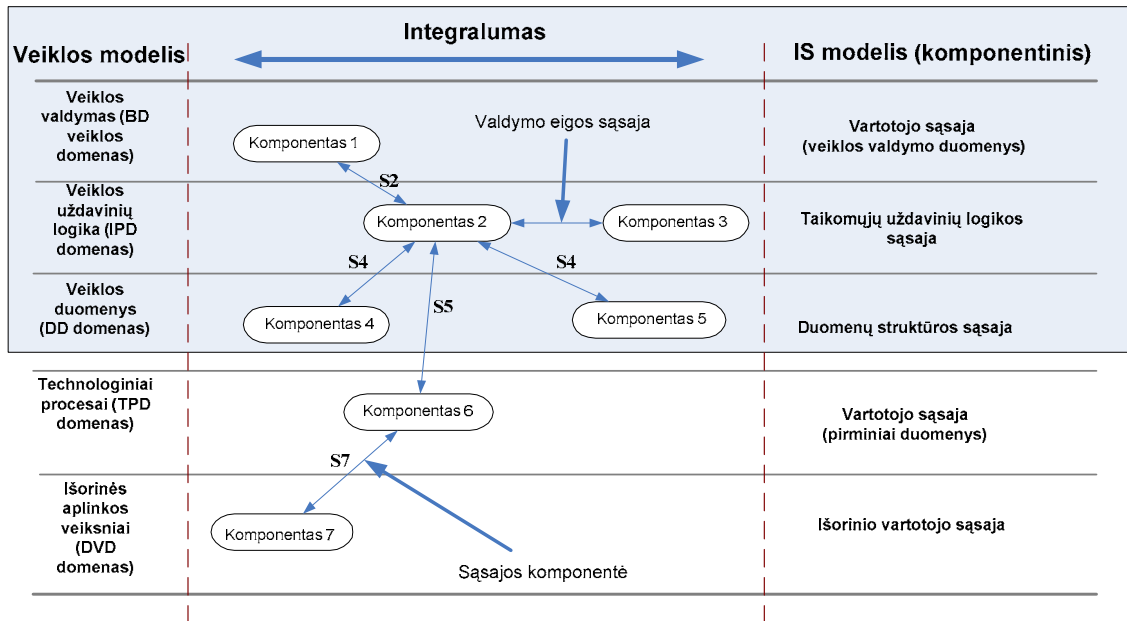 Veiklos modelis
Integralumas
IS modelis (komponentinis)
Veiklos
valdymas (BD
veiklos
domenas)
Komponentas 1
Valdymo eigos sąsaja
Vartotojo sąsaja
(veiklos valdymo duomenys)
S2
Veiklos
uždavinių
logika (IPD
domenas)
Komponentas 2
Komponentas 3
Taikomųjų uždavinių logikos
sąsaja
S4
S4
S5
Veiklos
duomenys
(DD domenas)
Komponentas 4
Komponentas 5
Duomenų struktūros sąsaja
Technologiniai
procesai (TPD
domenas)
Komponentas 6
Vartotojo sąsaja
(pirminiai duomenys)
S7
Išorinės
aplinkos
veiksniai
(DVD
domenas)
Komponentas 7
Išorinio vartotojo sąsaja
Sąsajos komponentė